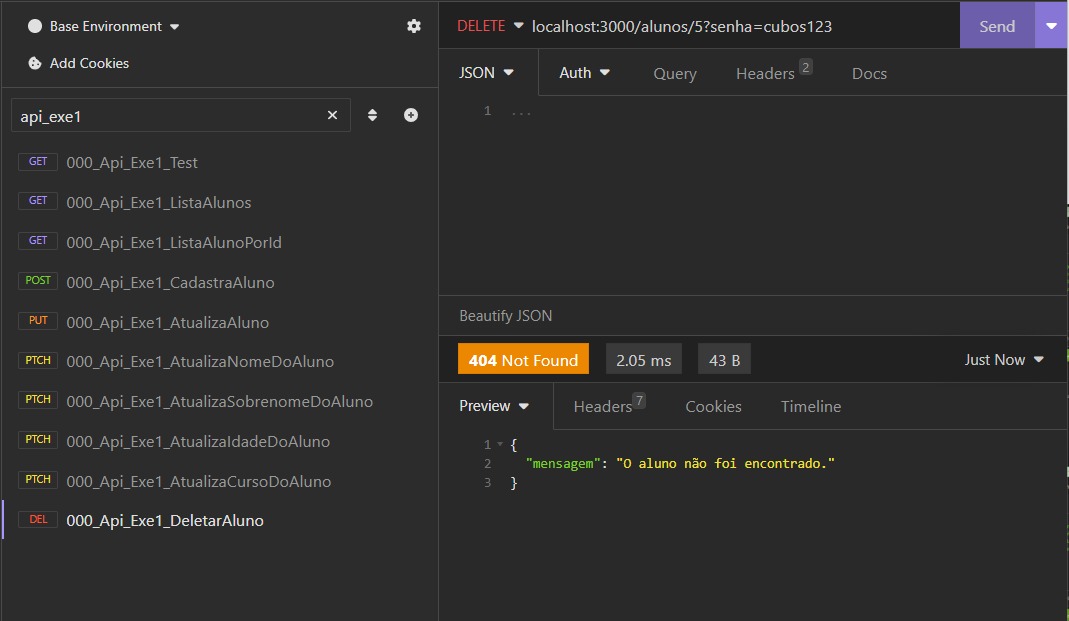 Base Environment
Add Cookies
api_exe1
GET 000_Api_Exe1_Test
GET 000_Api_Exe1_ListaAlunos
GET 000_Api_Exe1_ListaAlunoPorId
POST 000_Api_Exe1_CadastraAluno
PUT 000_Api_Exe1_AtualizaAluno
PTCH 000_Api_Exe1_AtualizaNomeDoAluno
PTCH 000_Api_Exe1_AtualizaSobrenomeDoAluno
PTCH 000_Api_Exe1_AtualizaIdadeDoAluno
PTCH 000_Api_Exe1_AtualizaCursoDoAluno
DEL 000_Api_Exe1_DeletarAluno
DELETE localhost:3000/alunos/5?senha=cubos123 Send
JSON Auth Query Headers 2 Docs
1 ...
Beautify JSON
404 Not Found 2.05 ms 43 B Just Now
Preview Headers 7 Cookies Timeline
1 {
2 "mensagem": "O aluno não foi encontrado."
3 }